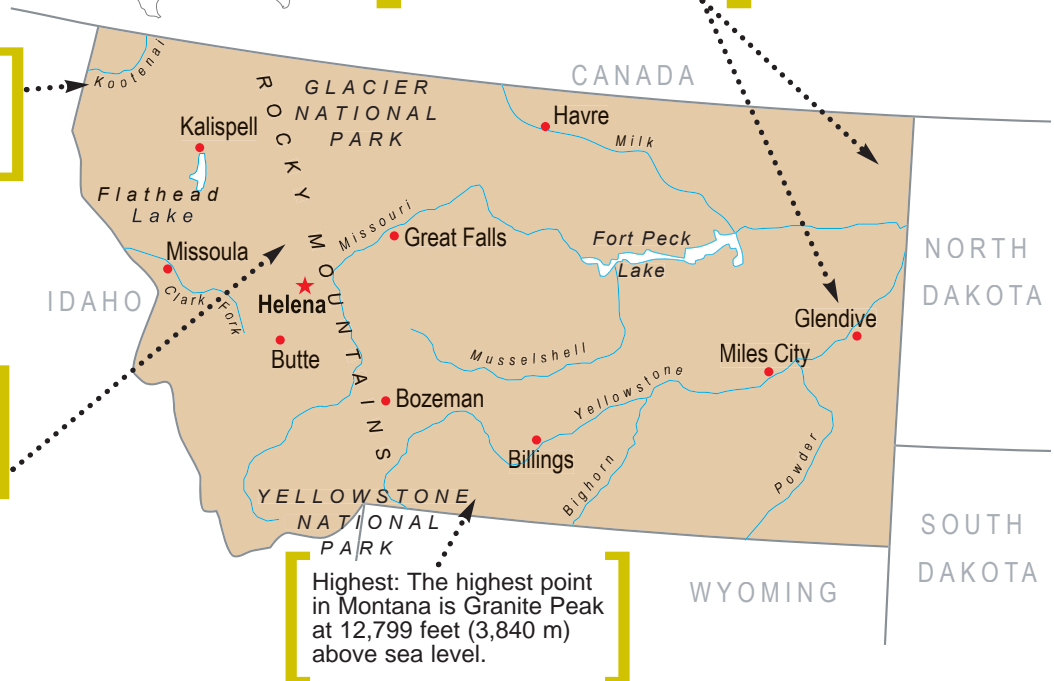 CANADA
Kootenai
ROCKY MOUNTAINS
GLACIER
NATIONAL
PARK
Havre
Milk
Kalispell
Flathead
Lake
Missouri
Great Falls
Fort Peck
Lake
NORTH
DAKOTA
Missoula
IDAHO
Clark Fork
Helena
Butte
Glendive
Miles City
Musselshell
Yellowstone
Bozeman
Billings
Bighorn
Powder
YELLOWSTONE
NATIONAL
PARK
SOUTH
DAKOTA
WYOMING
Highest: The highest point
in Montana is Granite Peak
at 12,799 feet (3,840 m)
above sea level.